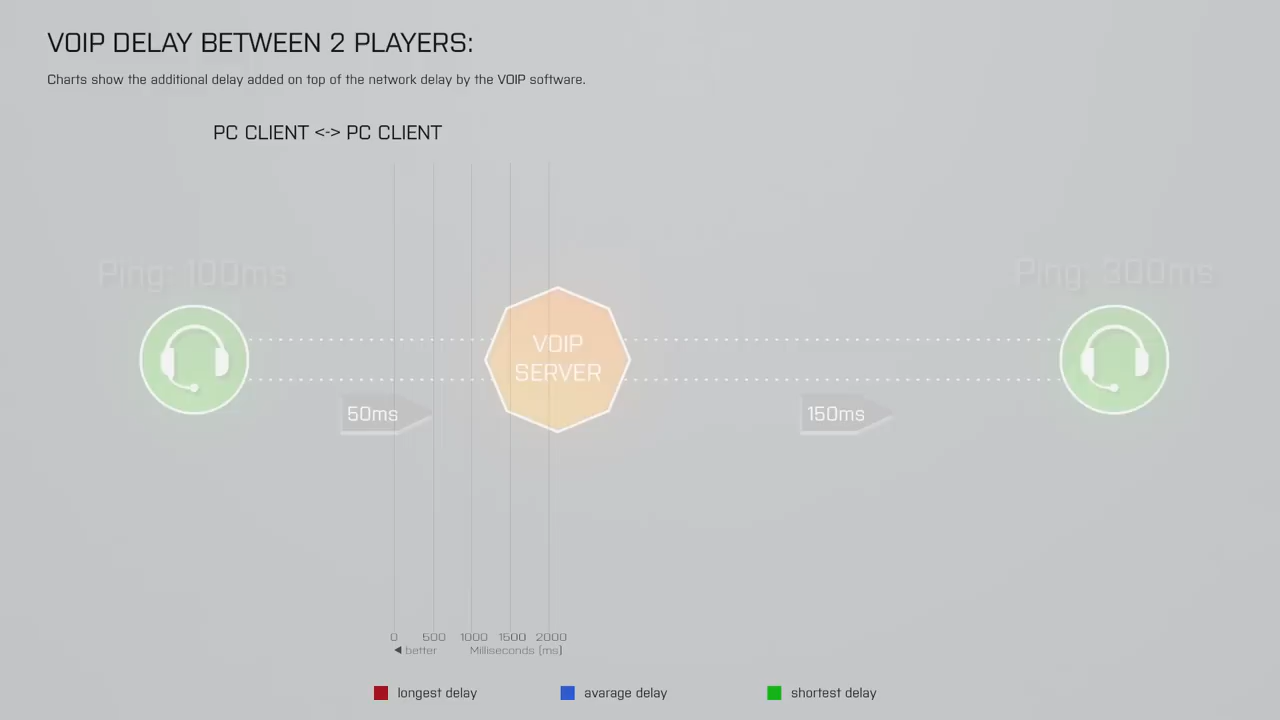 VOIP DELAY BETWEEN 2 PLAYERS:
Charts show the additional delay added on top of the network delay by the VOIP software.
PC CLIENT <-> PC CLIENT
Ping: 100ms
Ping: 300ms
VOIP
SERVER
50ms
150ms
0 500 1000 1500 2000
◀ better Milliseconds (ms)
longest delay avarage delay shortest delay